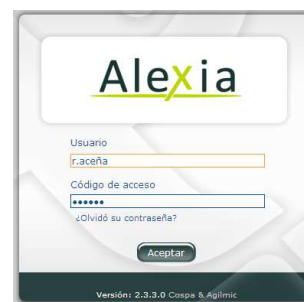 Alexia
Usuario
r.aceña
Código de acceso
••••••
¿Olvidó su contraseña?
Aceptar
Versión: 2.3.3.0 Cospa & Agilmic